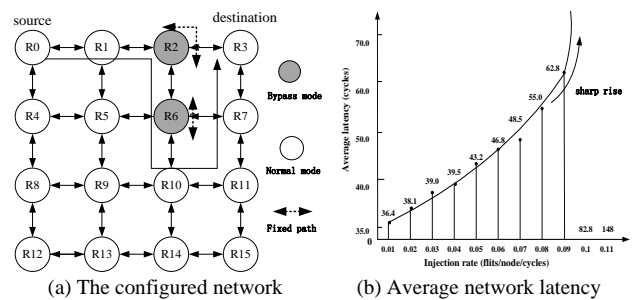 source
destination
R0
R1
R2
R3
Bypass mode
R4
R5
R6
R7
Normal mode
R8
R9
R10
R11
Fixed path
R12
R13
R14
R15
(a) The configured network
Average latency (cycles)
70.0
60.0
50.0
40.0
35.0
36.4
38.1
39.0
39.5
43.2
46.8
48.5
55.0
62.8
sharp rise
82.8
148
0.01
0.02
0.03
0.04
0.05
0.06
0.07
0.08
0.09
0.1
0.11
Injection rate (flits/node/cycles)
(b) Average network latency